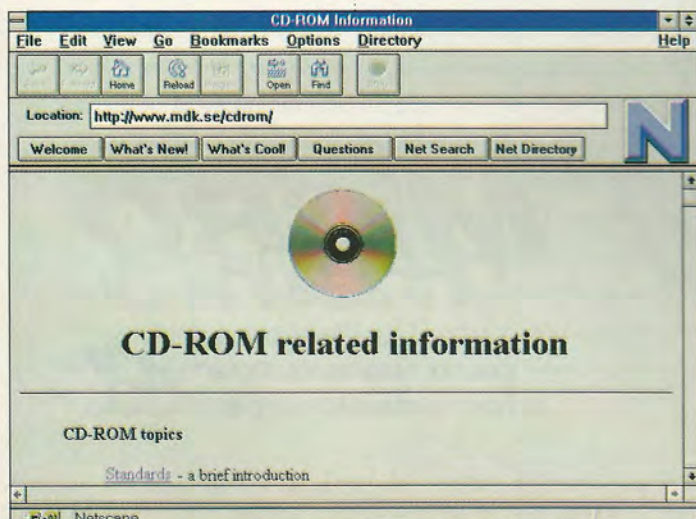 CD-ROM Information
File Edit View Go Bookmarks Options Directory Help
Home Reload Open Find
Location: http://www.mdk.se/cdrom/
Welcome What's New! What's Cool! Questions Net Search Net Directory
N
CD-ROM related information
CD-ROM topics
Standards - a brief introduction
Netscape